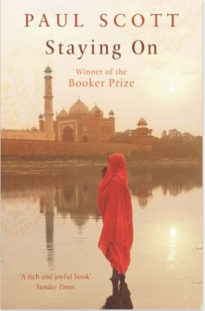 PAUL SCOTT
Staying On
Winner of the
Booker Prize
'A rich and joyful book'
Sunday Times